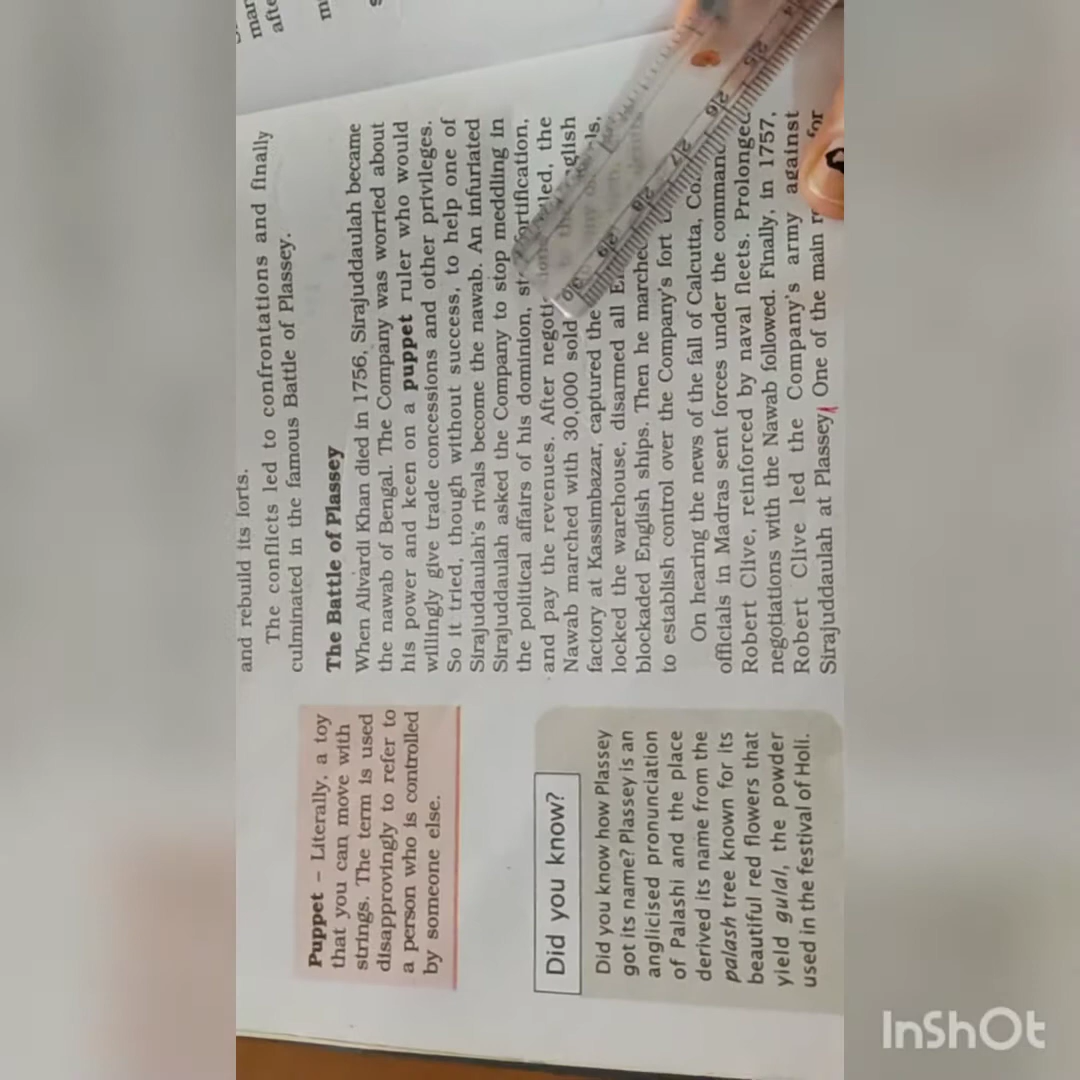 and rebuild its forts.
The conflicts led to confrontations and finally
culminated in the famous Battle of Plassey.
The Battle of Plassey
When Alivardi Khan died in 1756, Sirajuddaulah became
the nawab of Bengal. The Company was worried about
his power and keen on a puppet ruler who would
willingly give trade concessions and other privileges.
So it tried, though without success, to help one of
Sirajuddaulah's rivals become the nawab. An infuriated
Sirajuddaulah asked the Company to stop meddling in
the political affairs of his dominion, fortification,
and pay the revenues. After the
Nawab marched with 30,000
factory at Kassimbazar, captured the
locked the warehouse, disarmed all
blockaded English ships. Then he
to establish control over the Company's fort
On hearing the news of the fall of Calcutta,
officials in Madras sent forces under the
Robert Clive, reinforced by naval fleets. Prolonged
negotiations with the Nawab followed. Finally, in 1757,
Robert Clive led the Company's army against
Sirajuddaulah at Plassey. One of the main for
Puppet – Literally, a toy
that you can move with
strings. The term is used
disapprovingly to refer to
a person who is controlled
by someone else.
Did you know?
Did you know how Plassey
got its name? Plassey is an
anglicised pronunciation
of Palashi and the place
derived its name from the
palash tree known for its
beautiful red flowers that
yield gulal, the powder
used in the festival of Holi.
30 29 28 27 26 25
InShOt